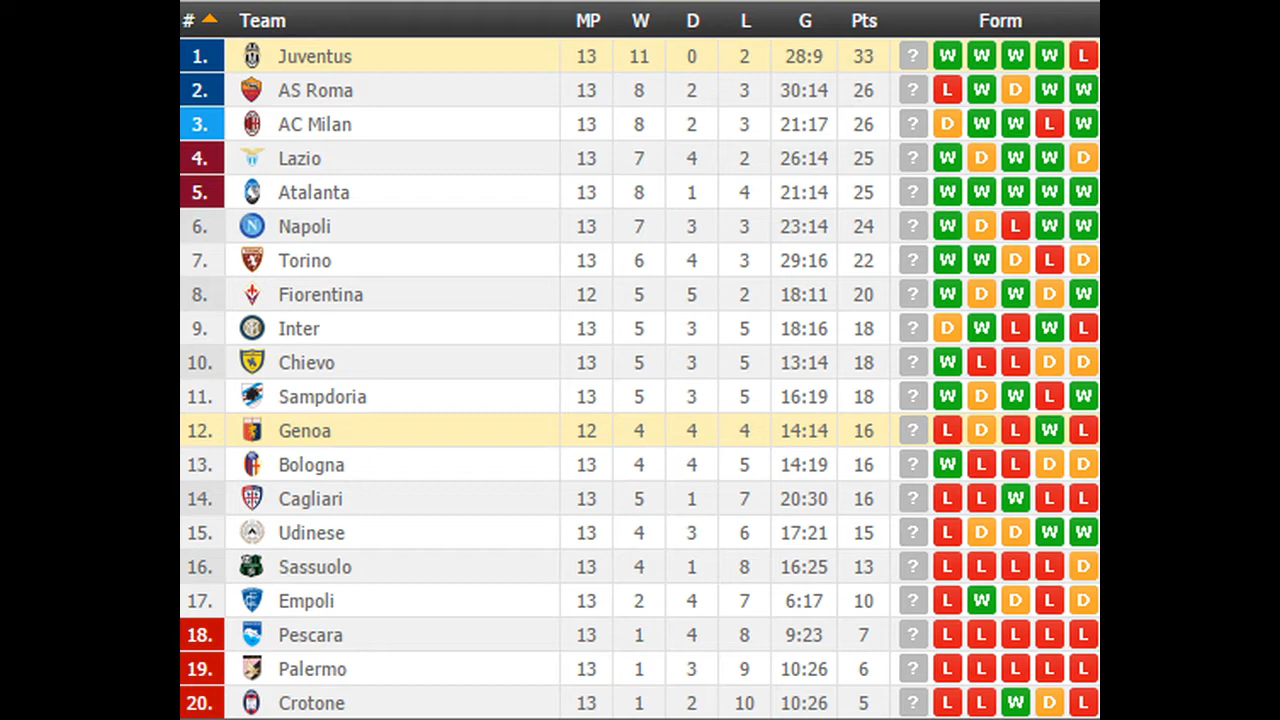 # Team MP W D L G Pts Form
1. Juventus 13 11 0 2 28:9 33 ? W W W W L
2. AS Roma 13 8 2 3 30:14 26 ? L W D W W
3. AC Milan 13 8 2 3 21:17 26 ? D W W L W
4. Lazio 13 7 4 2 26:14 25 ? W D W W D
5. Atalanta 13 8 1 4 21:14 25 ? W W W W W
6. Napoli 13 7 3 3 23:14 24 ? W D L W W
7. Torino 13 6 4 3 29:16 22 ? W W D L D
8. Fiorentina 12 5 5 2 18:11 20 ? W D W D W
9. Inter 13 5 3 5 18:16 18 ? D W L W L
10. Chievo 13 5 3 5 13:14 18 ? W L L D D
11. Sampdoria 13 5 3 5 16:19 18 ? W D W L W
12. Genoa 12 4 4 4 14:14 16 ? L D L W L
13. Bologna 13 4 4 5 14:19 16 ? W L L D D
14. Cagliari 13 5 1 7 20:30 16 ? L L W L L
15. Udinese 13 4 3 6 17:21 15 ? L D D W W
16. Sassuolo 13 4 1 8 16:25 13 ? L L L L D
17. Empoli 13 2 4 7 6:17 10 ? L W D L D
18. Pescara 13 1 4 8 9:23 7 ? L L L L L
19. Palermo 13 1 3 9 10:26 6 ? L L L L L
20. Crotone 13 1 2 10 10:26 5 ? L L W D L